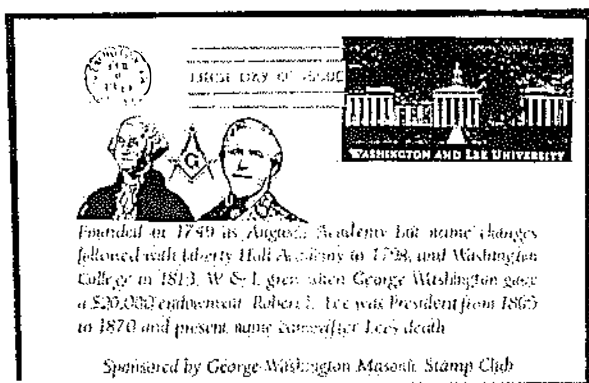 LEXINGTON, VA
FEB
FIRST DAY OF ISSUE
G
WASHINGTON AND LEE UNIVERSITY
Founded in 1749 as Augusta Academy but name changes
followed with Liberty Hall Academy in 1798, and Washington
College in 1813. W & L grew when George Washington gave
a $20,000 endowment. Robert E. Lee was President from 1865
to 1870 and present name came after Lee's death
Sponsored by George Washington Masonic Stamp Club